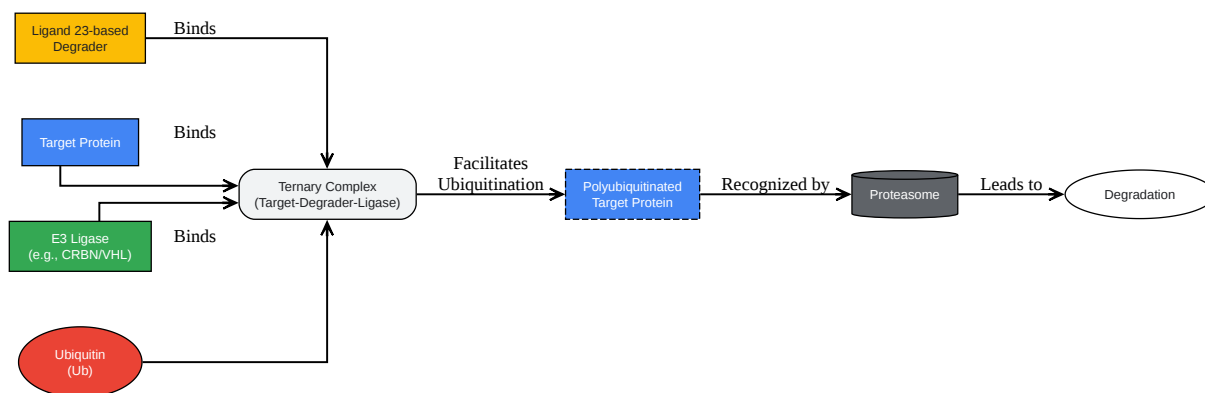 Ligand 23-based
Degrader
Binds
Target Protein
Binds
E3 Ligase
(e.g., CRBN/VHL)
Binds
Ubiquitin
(Ub)
Ternary Complex
(Target-Degrader-Ligase)
Facilitates
Ubiquitination
Polyubiquitinated
Target Protein
Recognized by
Proteasome
Leads to
Degradation